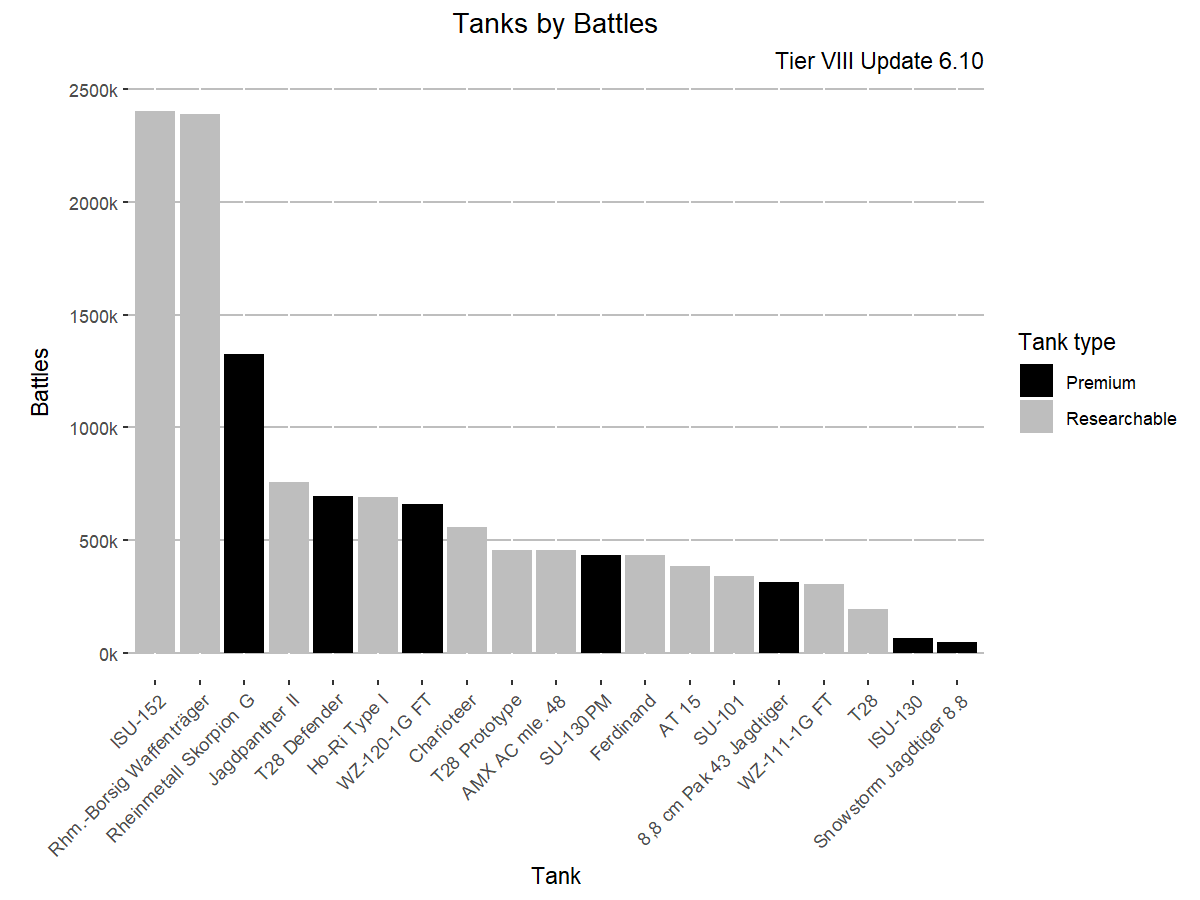 Tanks by Battles
Tier VIII Update 6.10
2500k
2000k
1500k
1000k
500k
0k
Battles
ISU-152
Rhm.-Borsig Waffenträger
Rheinmetall Skorpion G
Jagdpanther II
T28 Defender
Ho-Ri Type I
WZ-120-1G FT
Charioteer
T28 Prototype
AMX AC mle. 48
SU-130PM
Ferdinand
AT 15
SU-101
8,8 cm Pak 43 Jagdtiger
WZ-111-1G FT
T28
ISU-130
Snowstorm Jagdtiger 8.8
Tank
Tank type
Premium
Researchable